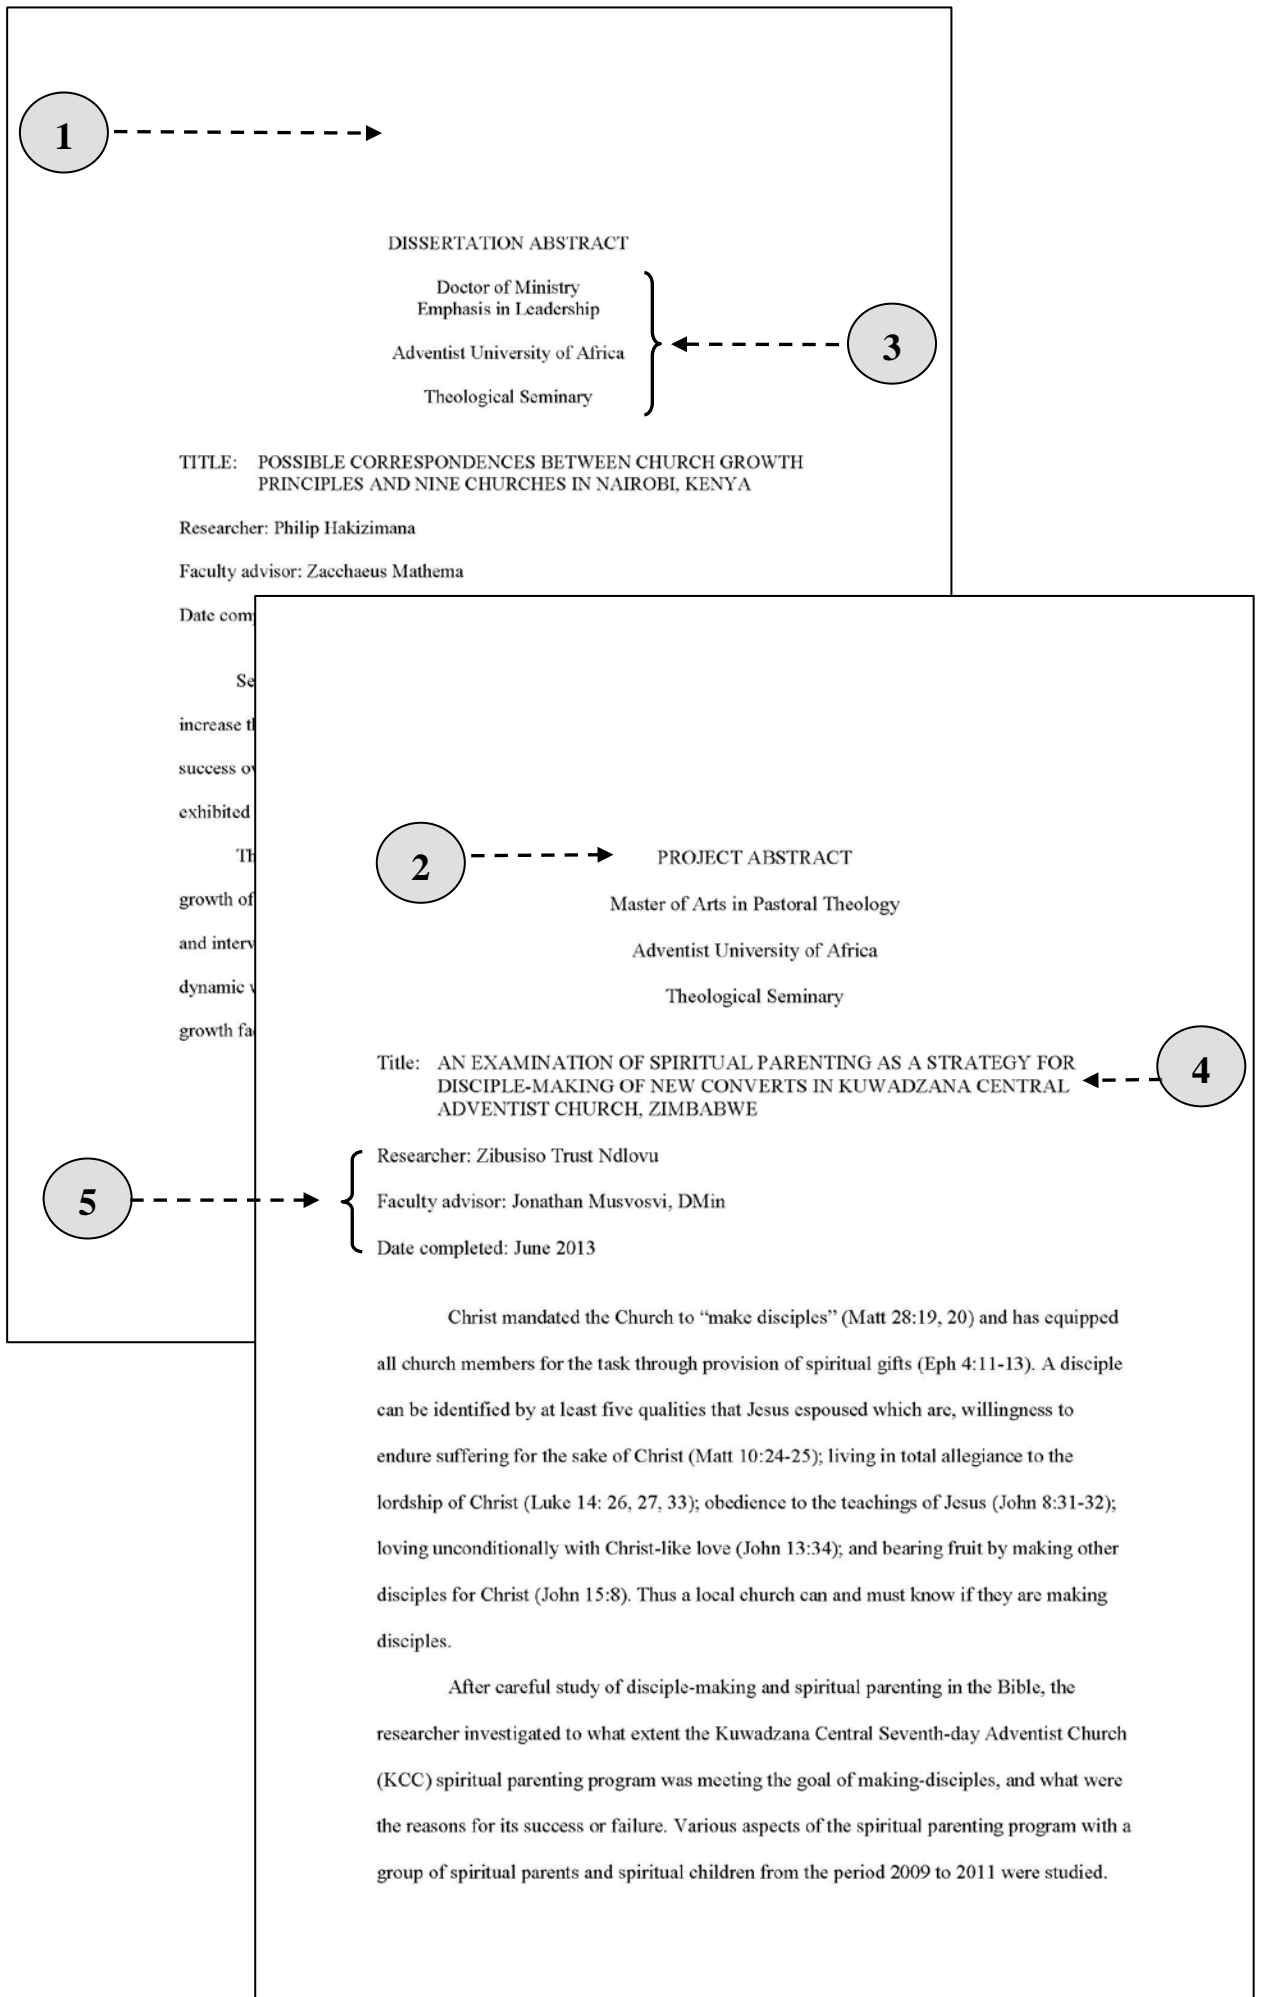 1
DISSERTATION ABSTRACT
Doctor of Ministry
Emphasis in Leadership
3
Adventist University of Africa
Theological Seminary
TITLE: POSSIBLE CORRESPONDENCES BETWEEN CHURCH GROWTH
PRINCIPLES AND NINE CHURCHES IN NAIROBI, KENYA
Researcher: Philip Hakizimana
Faculty advisor: Zacchaeus Mathema
Date
increase
success
exhibited
growth of
and
dynamic
growth
2
PROJECT ABSTRACT
Master of Arts in Pastoral Theology
Adventist University of Africa
Theological Seminary
Title: AN EXAMINATION OF SPIRITUAL PARENTING AS A STRATEGY FOR
DISCIPLE-MAKING OF NEW CONVERTS IN KUWADZANA CENTRAL
ADVENTIST CHURCH, ZIMBABWE
4
5
Researcher: Zibusiso Trust Ndlovu
Faculty advisor: Jonathan Musvosvi, DMin
Date completed: June 2013
Christ mandated the Church to “make disciples” (Matt 28:19, 20) and has equipped
all church members for the task through provision of spiritual gifts (Eph 4:11-13). A disciple
can be identified by at least five qualities that Jesus espoused which are, willingness to
endure suffering for the sake of Christ (Matt 10:24-25); living in total allegiance to the
lordship of Christ (Luke 14: 26, 27, 33); obedience to the teachings of Jesus (John 8:31-32);
loving unconditionally with Christ-like love (John 13:34); and bearing fruit by making other
disciples for Christ (John 15:8). Thus a local church can and must know if they are making
disciples.
After careful study of disciple-making and spiritual parenting in the Bible, the
researcher investigated to what extent the Kuwadzana Central Seventh-day Adventist Church
(KCC) spiritual parenting program was meeting the goal of making-disciples, and what were
the reasons for its success or failure. Various aspects of the spiritual parenting program with a
group of spiritual parents and spiritual children from the period 2009 to 2011 were studied.